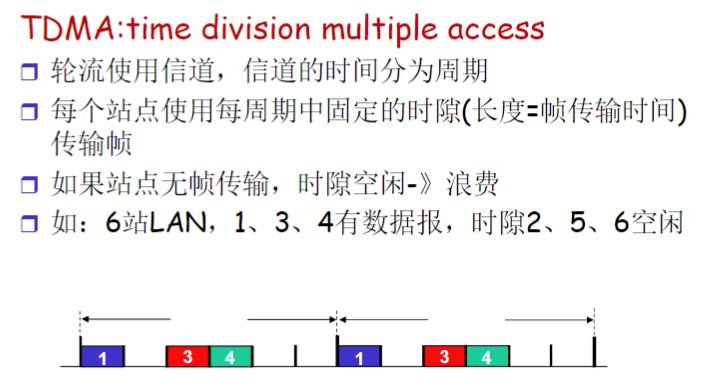 TDMA:time division multiple access
轮流使用信道，信道的时间分为周期
每个站点使用每周期中固定的时隙(长度=帧传输时间)
传输帧
如果站点无帧传输，时隙空闲-》浪费
如：6站LAN，1、3、4有数据报，时隙2、5、6空闲
1 3 4 1 3 4